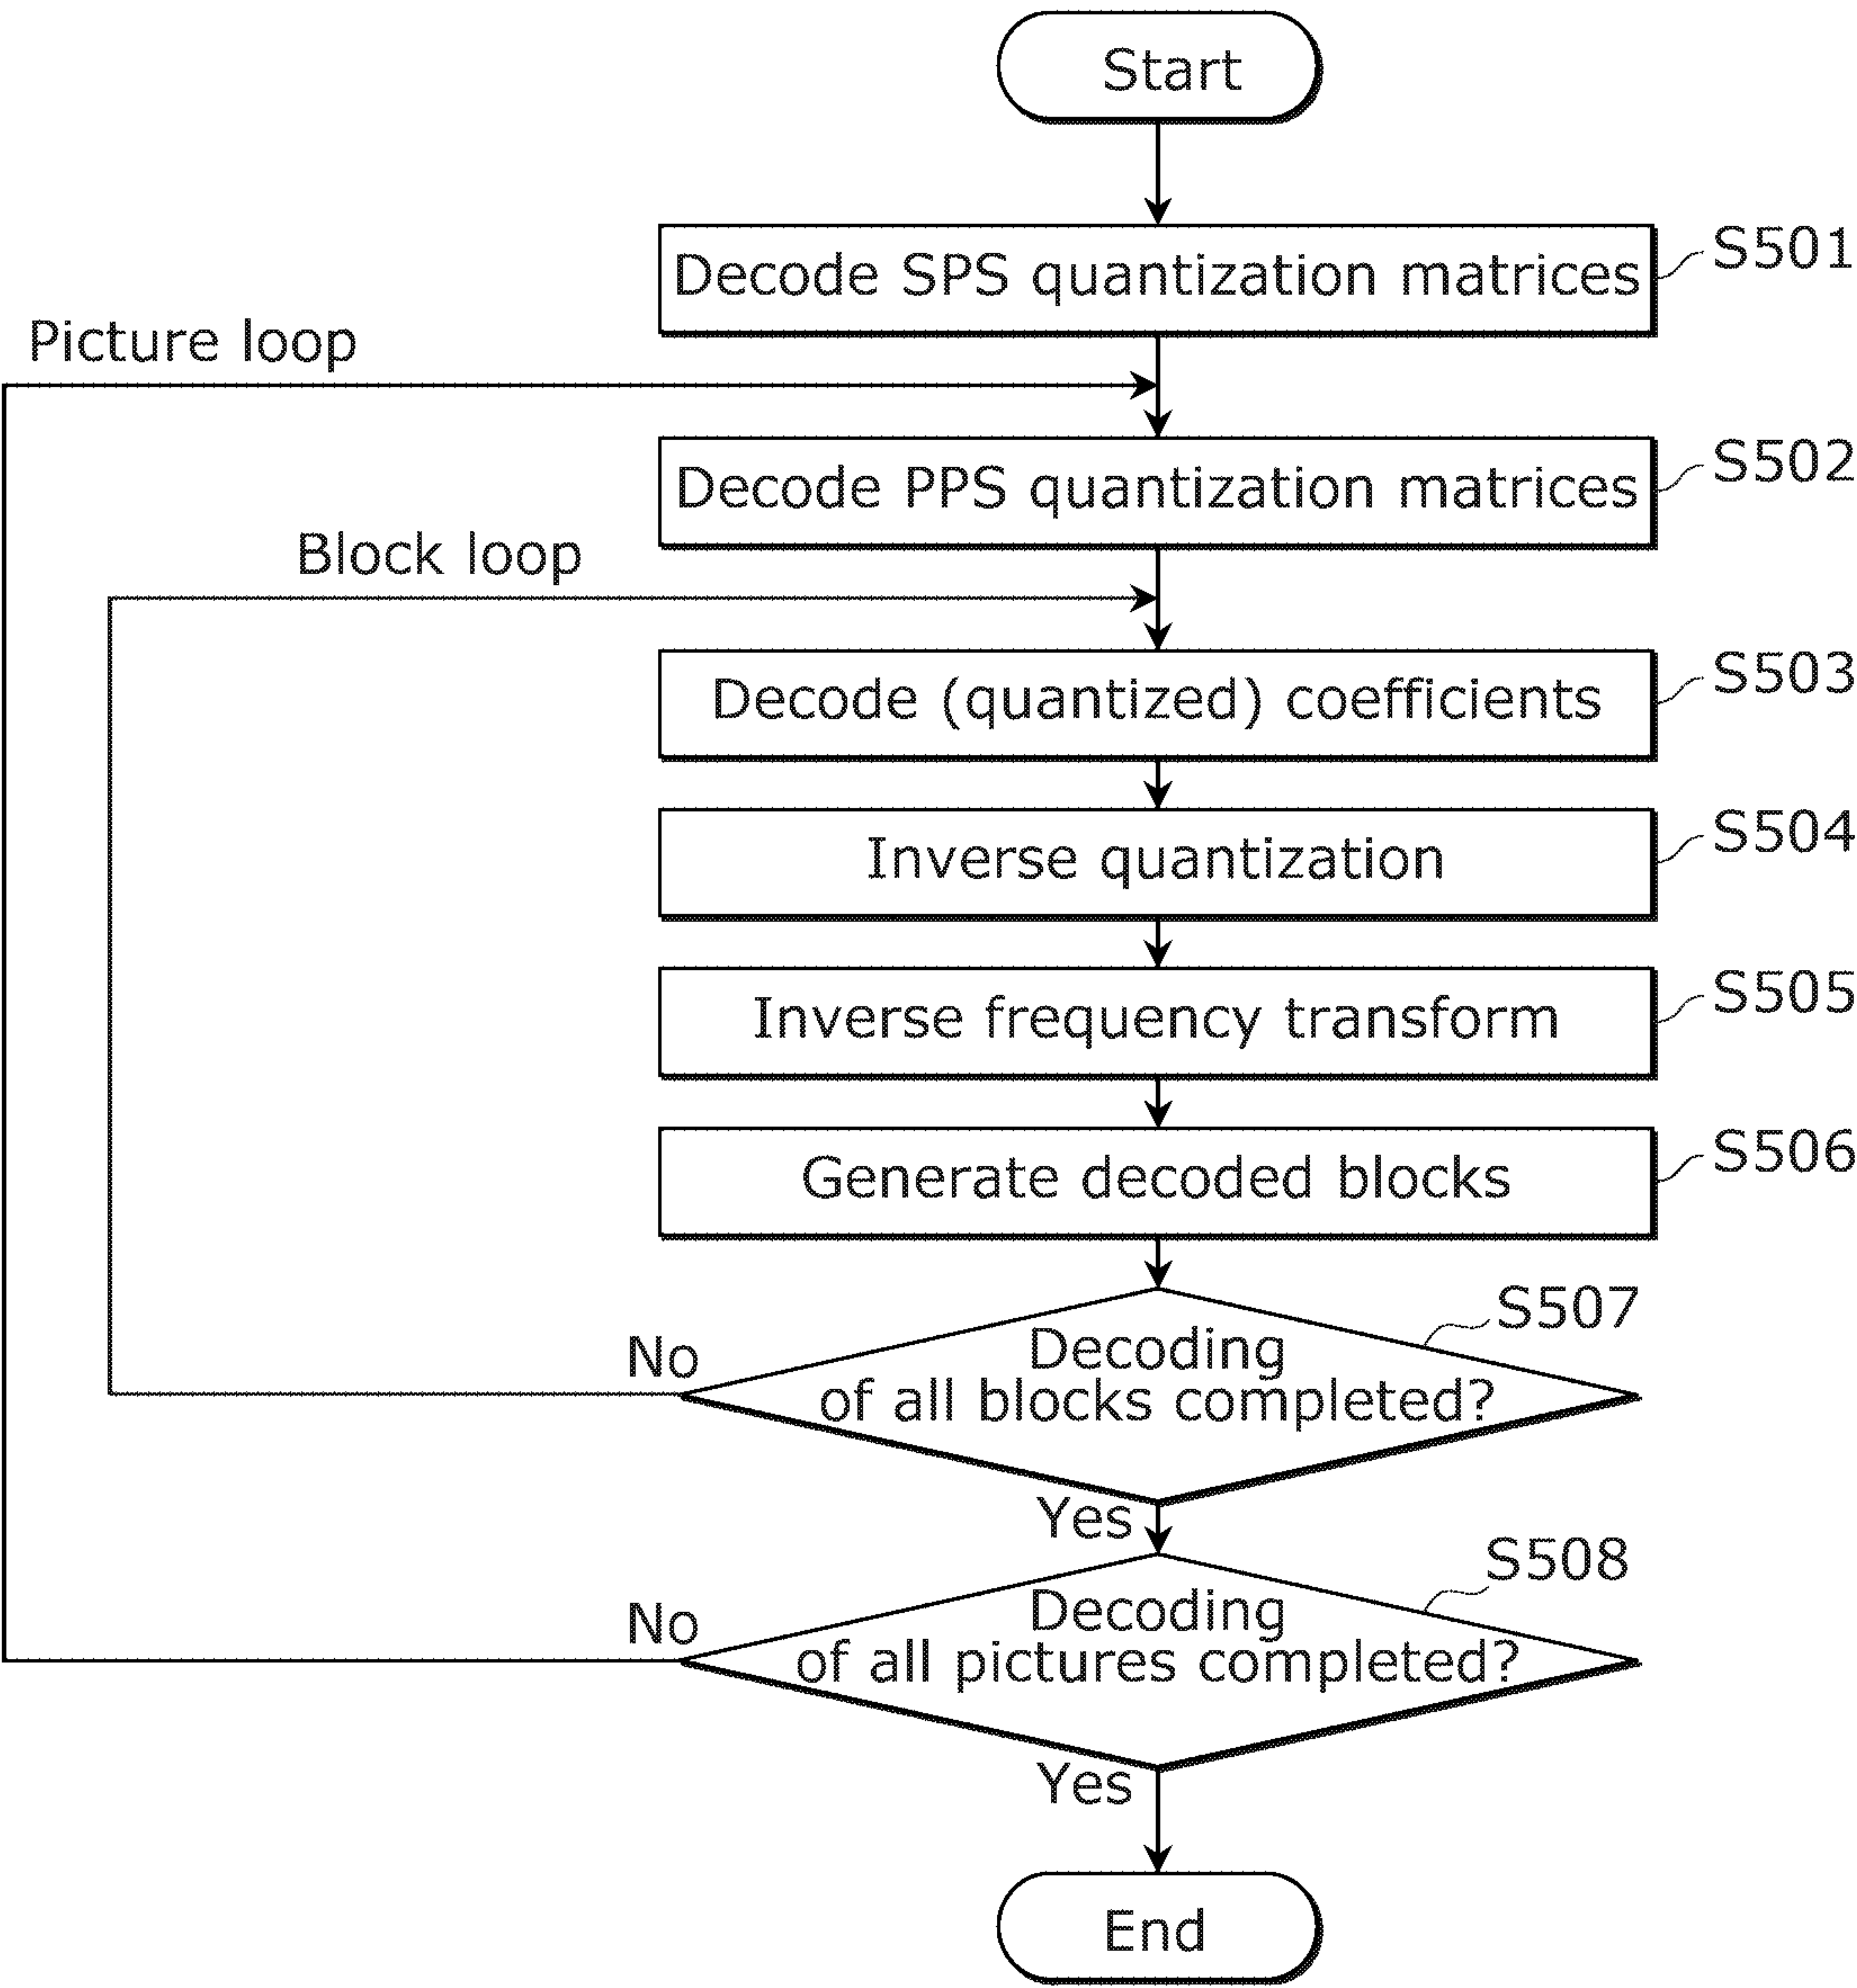 Start
Decode SPS quantization matrices
S501
Picture loop
Decode PPS quantization matrices
S502
Block loop
Decode (quantized) coefficients
S503
Inverse quantization
S504
Inverse frequency transform
S505
Generate decoded blocks
S506
S507
No
Decoding
of all blocks completed?
Yes
S508
No
Decoding
of all pictures completed?
Yes
End